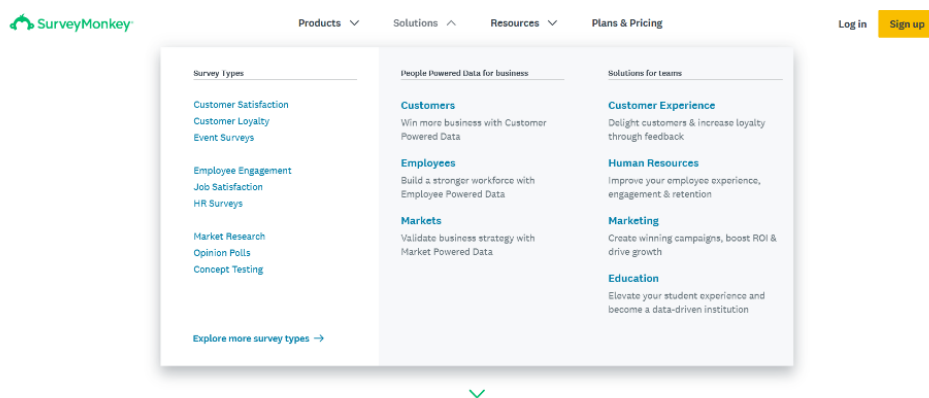 SurveyMonkey
Products
Solutions
Resources
Plans & Pricing
Log in
Sign up
Survey Types
Customer Satisfaction
Customer Loyalty
Event Surveys
Employee Engagement
Job Satisfaction
HR Surveys
Market Research
Opinion Polls
Concept Testing
Explore more survey types →
People Powered Data for business
Customers
Win more business with Customer
Powered Data
Employees
Build a stronger workforce with
Employee Powered Data
Markets
Validate business strategy with
Market Powered Data
Solutions for teams
Customer Experience
Delight customers & increase loyalty
through feedback
Human Resources
Improve your employee experience,
engagement & retention
Marketing
Create winning campaigns, boost ROI &
drive growth
Education
Elevate your student experience and
become a data-driven institution